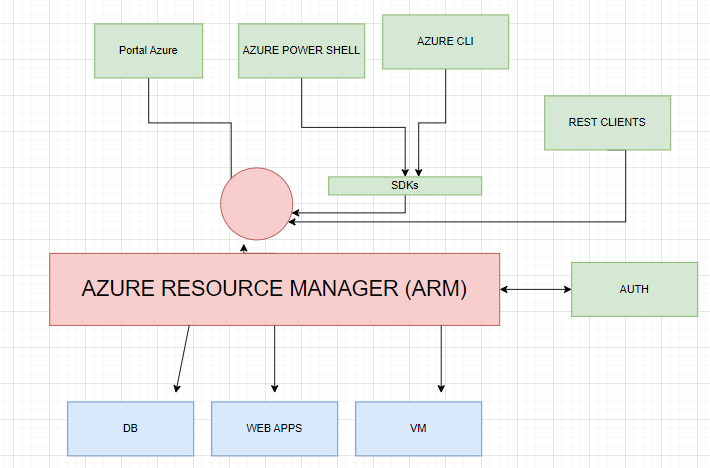 Portal Azure
AZURE POWER SHELL
AZURE CLI
REST CLIENTS
SDKs
AZURE RESOURCE MANAGER (ARM)
AUTH
DB
WEB APPS
VM